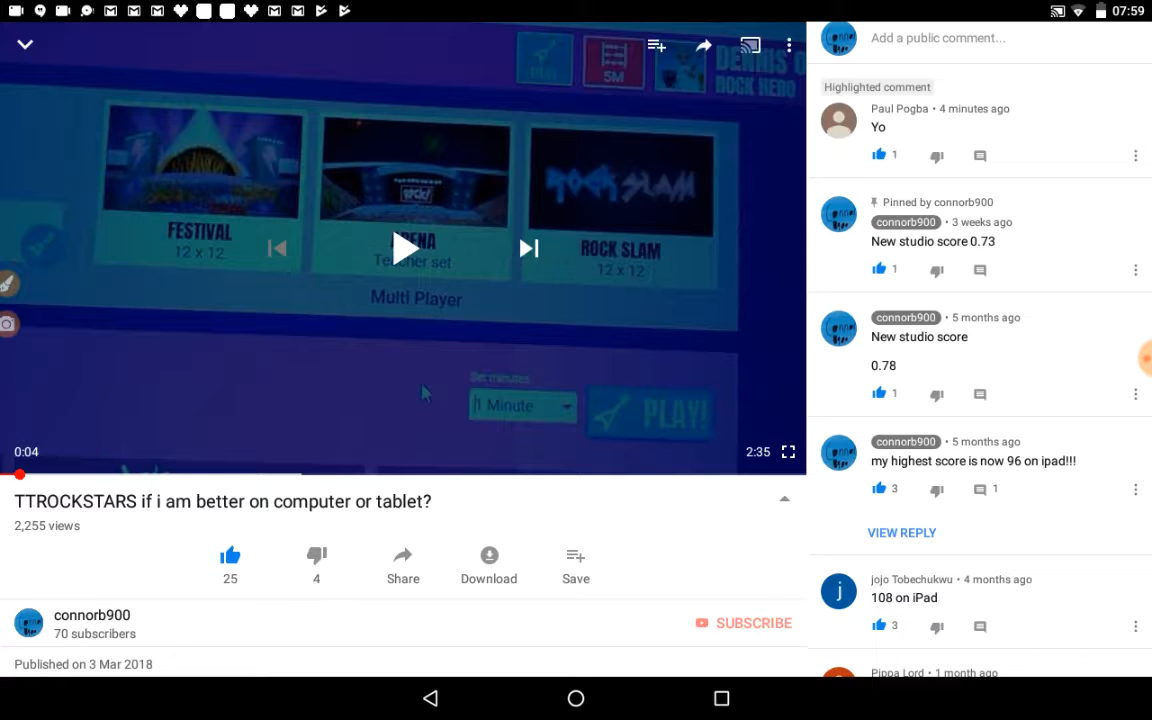 07:59
PLAY
SM
DENNIS O
ROCK HERO
ROCK!
ROCK SLAM
FESTIVAL
12 x 12
ARENA
Teacher set
ROCK SLAM
12 x 12
Multi Player
Set minutes
1 Minute
PLAY!
0:04
2:35
TTROCKSTARS if i am better on computer or tablet?
2,255 views
25
4
Share
Download
Save
connorb900
70 subscribers
SUBSCRIBE
Published on 3 Mar 2018
Add a public comment...
Highlighted comment
Paul Pogba • 4 minutes ago
Yo
1
Pinned by connorb900
connorb900 • 3 weeks ago
New studio score 0.73
1
connorb900 • 5 months ago
New studio score
0.78
1
connorb900 • 5 months ago
my highest score is now 96 on ipad!!!
3
1
VIEW REPLY
j
jojo Tobechukwu • 4 months ago
108 on iPad
3
Pippa Lord • 1 month ago